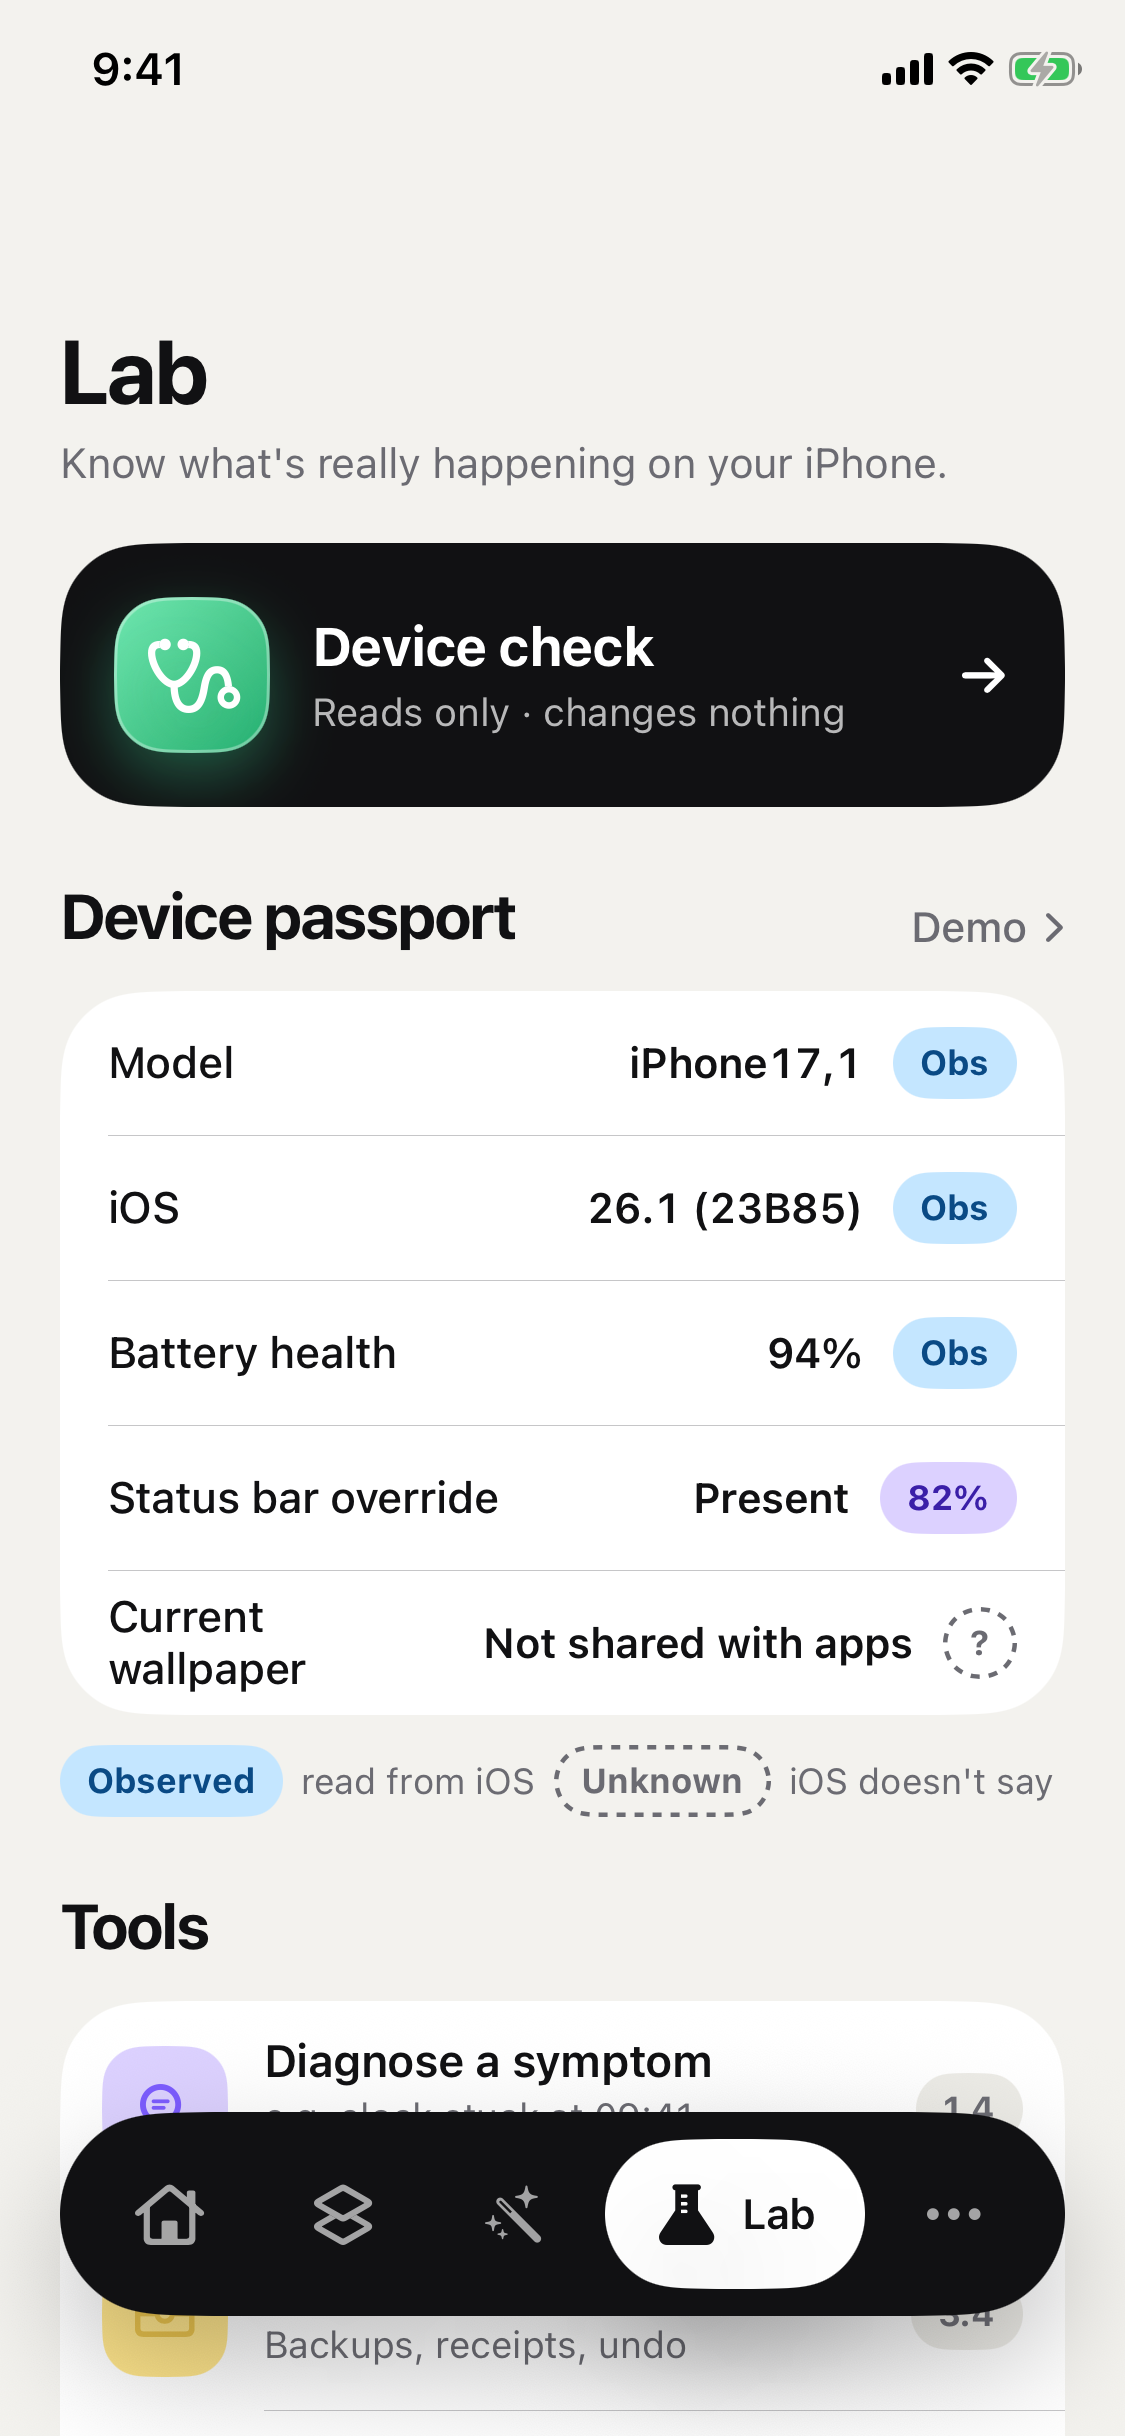 9:41
Lab
Know what's really happening on your iPhone.
Device check
Reads only · changes nothing
Device passport
Demo
Model iPhone17,1 Obs
iOS 26.1 (23B85) Obs
Battery health 94% Obs
Status bar override Present 82%
Current
wallpaper
Not shared with apps ?
Observed read from iOS Unknown iOS doesn't say
Tools
Diagnose a symptom
Lab
Backups, receipts, undo